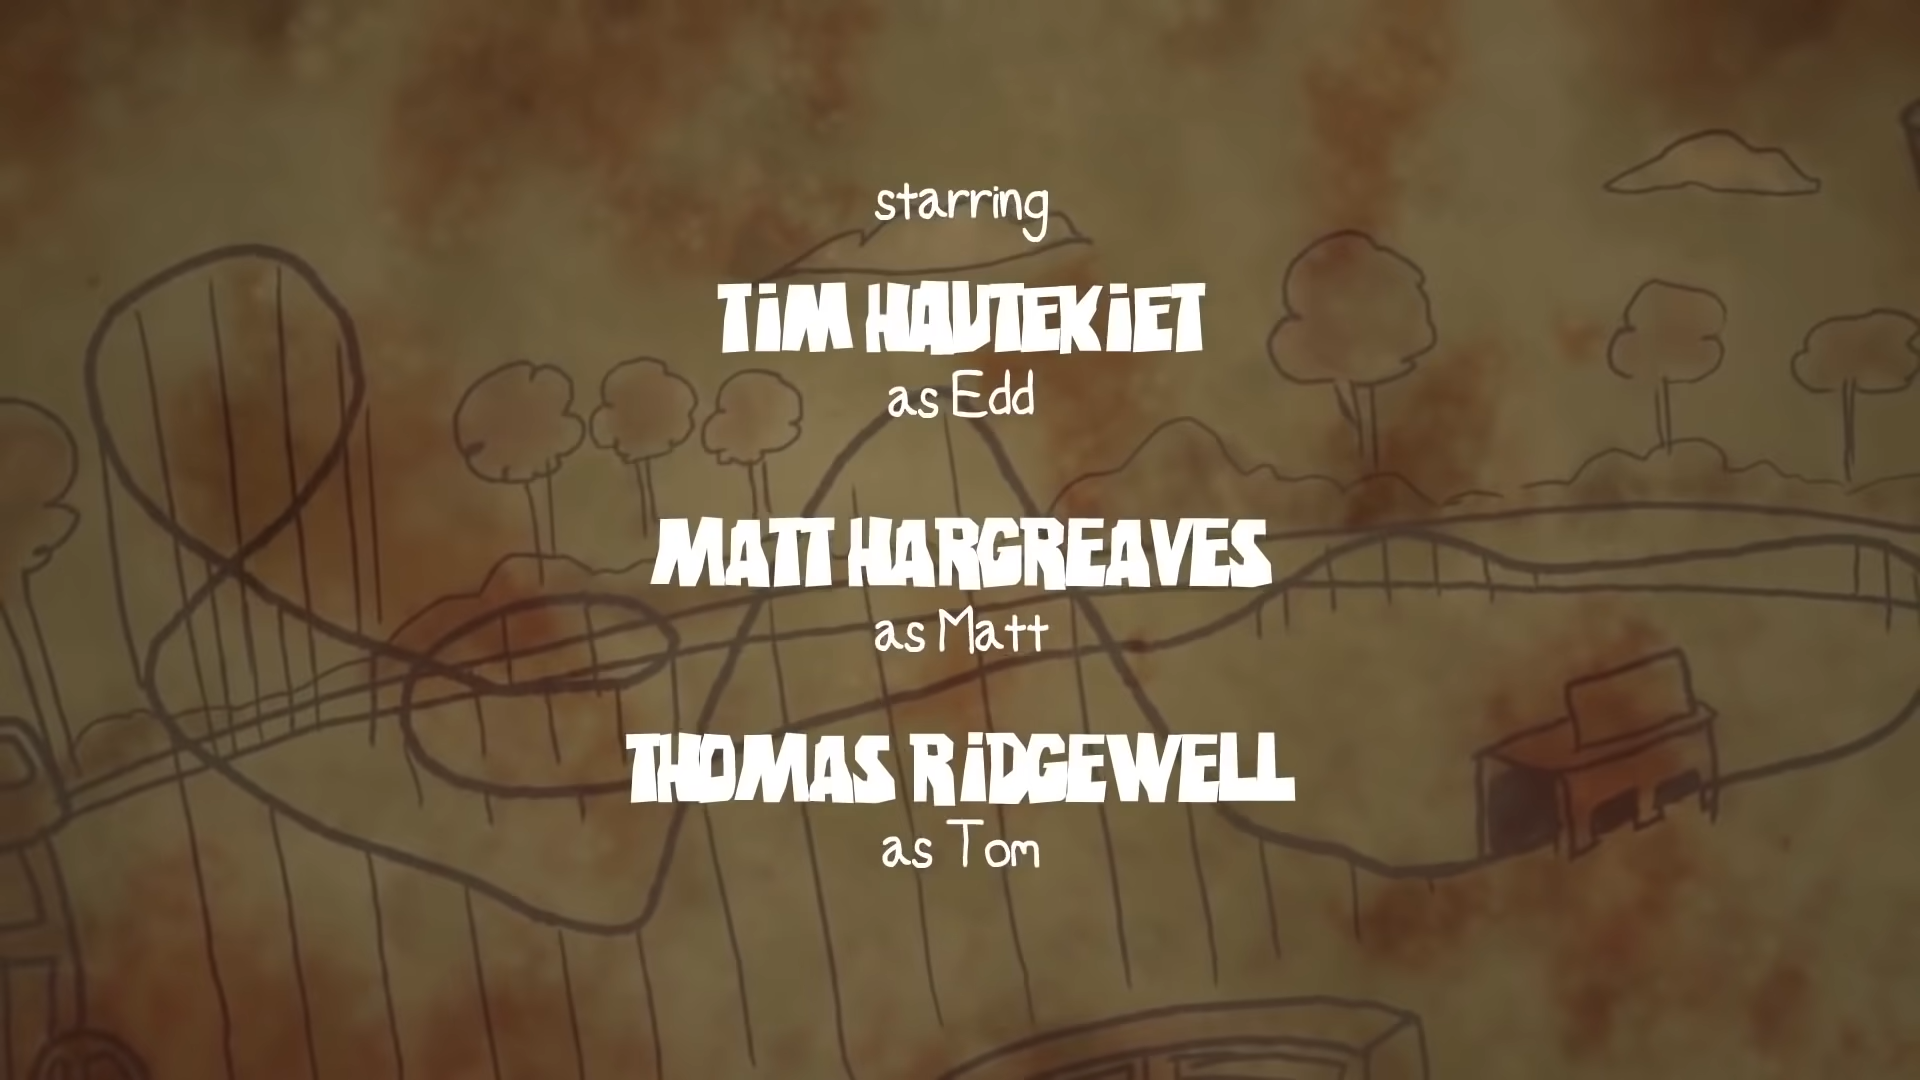 starring
TiM HAUTEKiET
as Edd
MATT HARGREAVES
as Matt
THOMAS RiDGEWELL
as Tom